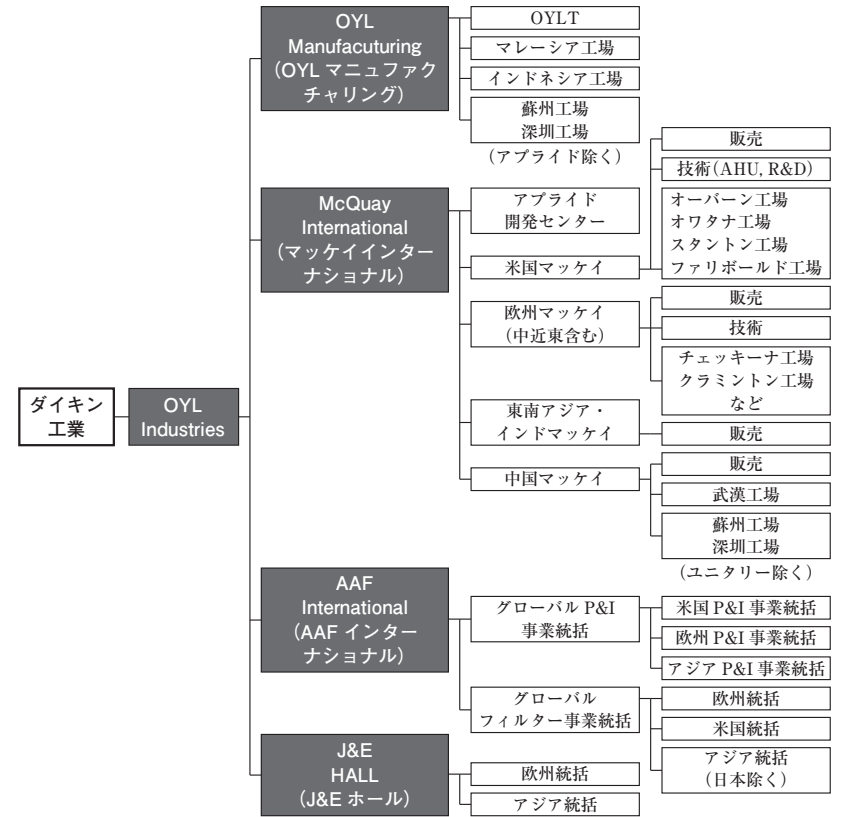 ダイキン
工業
OYL
Industries
OYL
Manufacuturing
(OYL マニュファク
チャリング)
OYLT
マレーシア工場
インドネシア工場
蘇州工場
深圳工場
(アプライド除く)
McQuay
International
(マッケイインター
ナショナル)
アプライド
開発センター
米国マッケイ
販売
技術(AHU, R&D)
オーバーン工場
オワタナ工場
スタントン工場
ファリボールド工場
欧州マッケイ
(中近東含む)
販売
技術
チェッキーナ工場
クラミントン工場
など
東南アジア・
インドマッケイ
販売
中国マッケイ
販売
武漢工場
蘇州工場
深圳工場
(ユニタリー除く)
AAF
International
(AAF インター
ナショナル)
グローバル P&I
事業統括
米国 P&I 事業統括
欧州 P&I 事業統括
アジア P&I 事業統括
グローバル
フィルター事業統括
欧州統括
米国統括
アジア統括
(日本除く)
J&E
HALL
(J&E ホール)
欧州統括
アジア統括